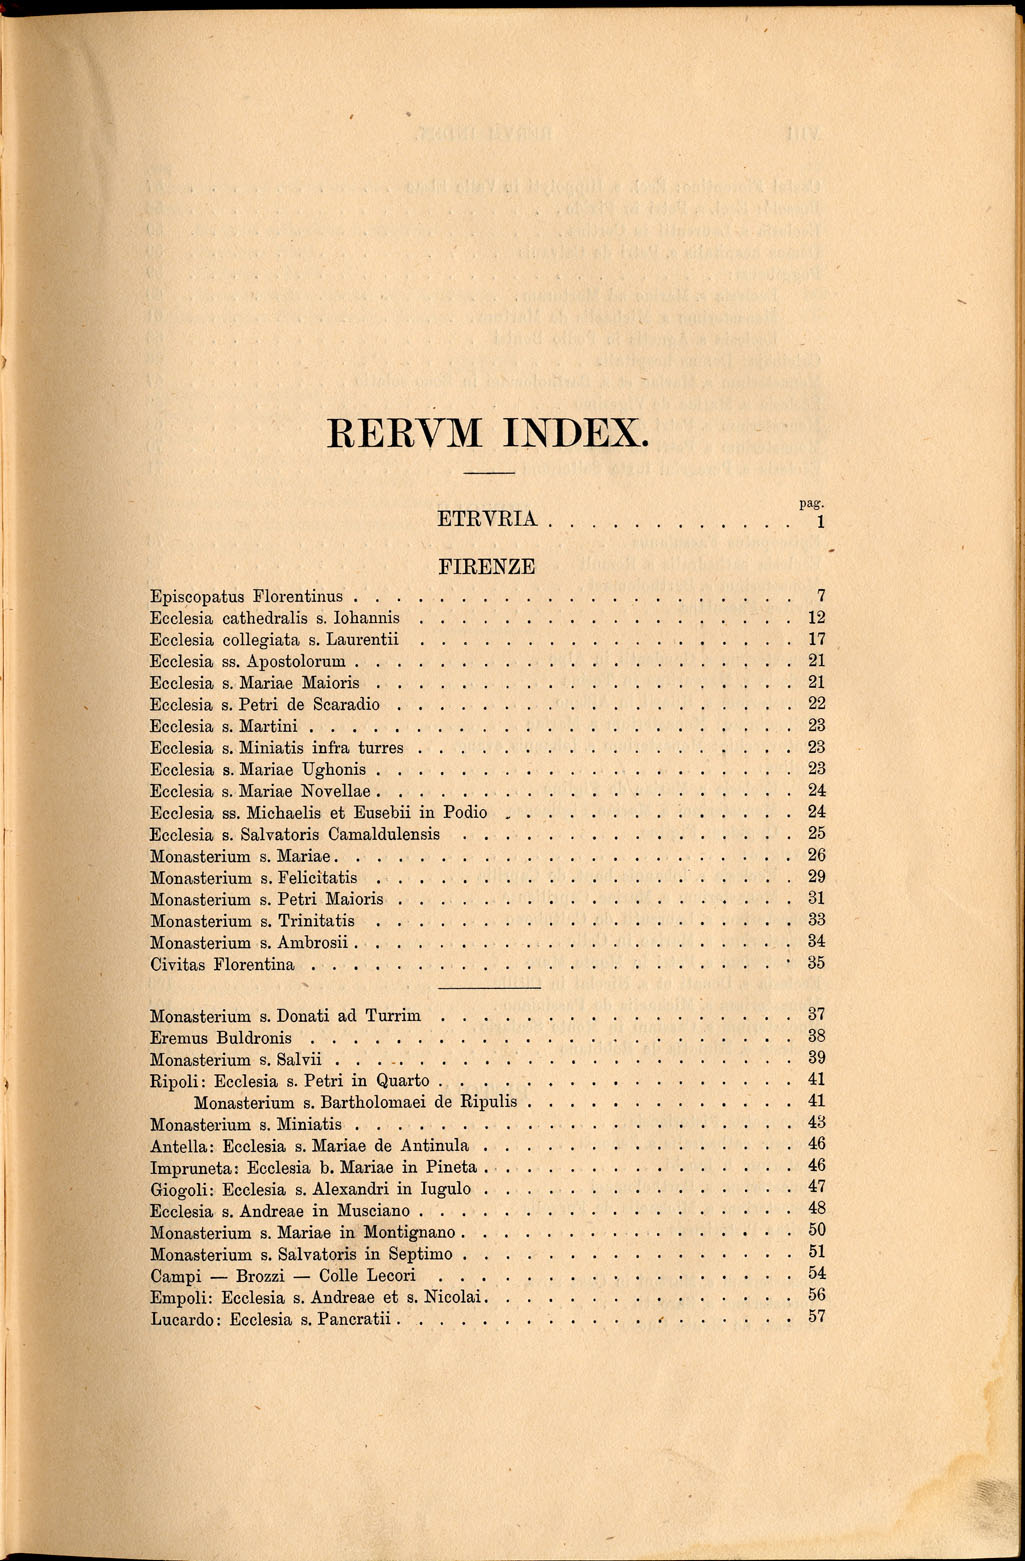 RERVM INDEX.
pag.
ETRVRIA . . . . . . . . . . . . 1
FIRENZE
Episcopatus Florentinus . . . . . . . . . . . . . . . . . . . . . 7
Ecclesia cathedralis s. Iohannis . . . . . . . . . . . . . . . . . . 12
Ecclesia collegiata s. Laurentii . . . . . . . . . . . . . . . . . . 17
Ecclesia ss. Apostolorum . . . . . . . . . . . . . . . . . . . . . 21
Ecclesia s. Mariae Maioris . . . . . . . . . . . . . . . . . . . . 21
Ecclesia s. Petri de Scaradio . . . . . . . . . . . . . . . . . . . 22
Ecclesia s. Martini . . . . . . . . . . . . . . . . . . . . . . . 23
Ecclesia s. Miniatis infra turres . . . . . . . . . . . . . . . . . . 23
Ecclesia s. Mariae Ughonis . . . . . . . . . . . . . . . . . . . . 23
Ecclesia s. Mariae Novellae . . . . . . . . . . . . . . . . . . . . 24
Ecclesia ss. Michaelis et Eusebii in Podio . . . . . . . . . . . . . . 24
Ecclesia s. Salvatoris Camaldulensis . . . . . . . . . . . . . . . . 25
Monasterium s. Mariae . . . . . . . . . . . . . . . . . . . . . . 26
Monasterium s. Felicitatis . . . . . . . . . . . . . . . . . . . . 29
Monasterium s. Petri Maioris . . . . . . . . . . . . . . . . . . . 31
Monasterium s. Trinitatis . . . . . . . . . . . . . . . . . . . . 33
Monasterium s. Ambrosii . . . . . . . . . . . . . . . . . . . . . 34
Civitas Florentina . . . . . . . . . . . . . . . . . . . . . . . 35
Monasterium s. Donati ad Turrim . . . . . . . . . . . . . . . . . 37
Eremus Buldronis . . . . . . . . . . . . . . . . . . . . . . . 38
Monasterium s. Salvii . . . . . . . . . . . . . . . . . . . . . . 39
Ripoli: Ecclesia s. Petri in Quarto . . . . . . . . . . . . . . . . . 41
Monasterium s. Bartholomaei de Ripulis . . . . . . . . . . . . . 41
Monasterium s. Miniatis . . . . . . . . . . . . . . . . . . . . . 43
Antella: Ecclesia s. Mariae de Antinula . . . . . . . . . . . . . . . 46
Impruneta: Ecclesia b. Mariae in Pineta . . . . . . . . . . . . . . . 46
Giogoli: Ecclesia s. Alexandri in Iugulo . . . . . . . . . . . . . . . 47
Ecclesia s. Andreae in Musciano . . . . . . . . . . . . . . . . . . 48
Monasterium s. Mariae in Montignano . . . . . . . . . . . . . . . . 50
Monasterium s. Salvatoris in Septimo . . . . . . . . . . . . . . . . 51
Campi — Brozzi — Colle Lecori . . . . . . . . . . . . . . . . . 54
Empoli: Ecclesia s. Andreae et s. Nicolai . . . . . . . . . . . . . . . 56
Lucardo: Ecclesia s. Pancratii . . . . . . . . . . . . . . . . . . . 57